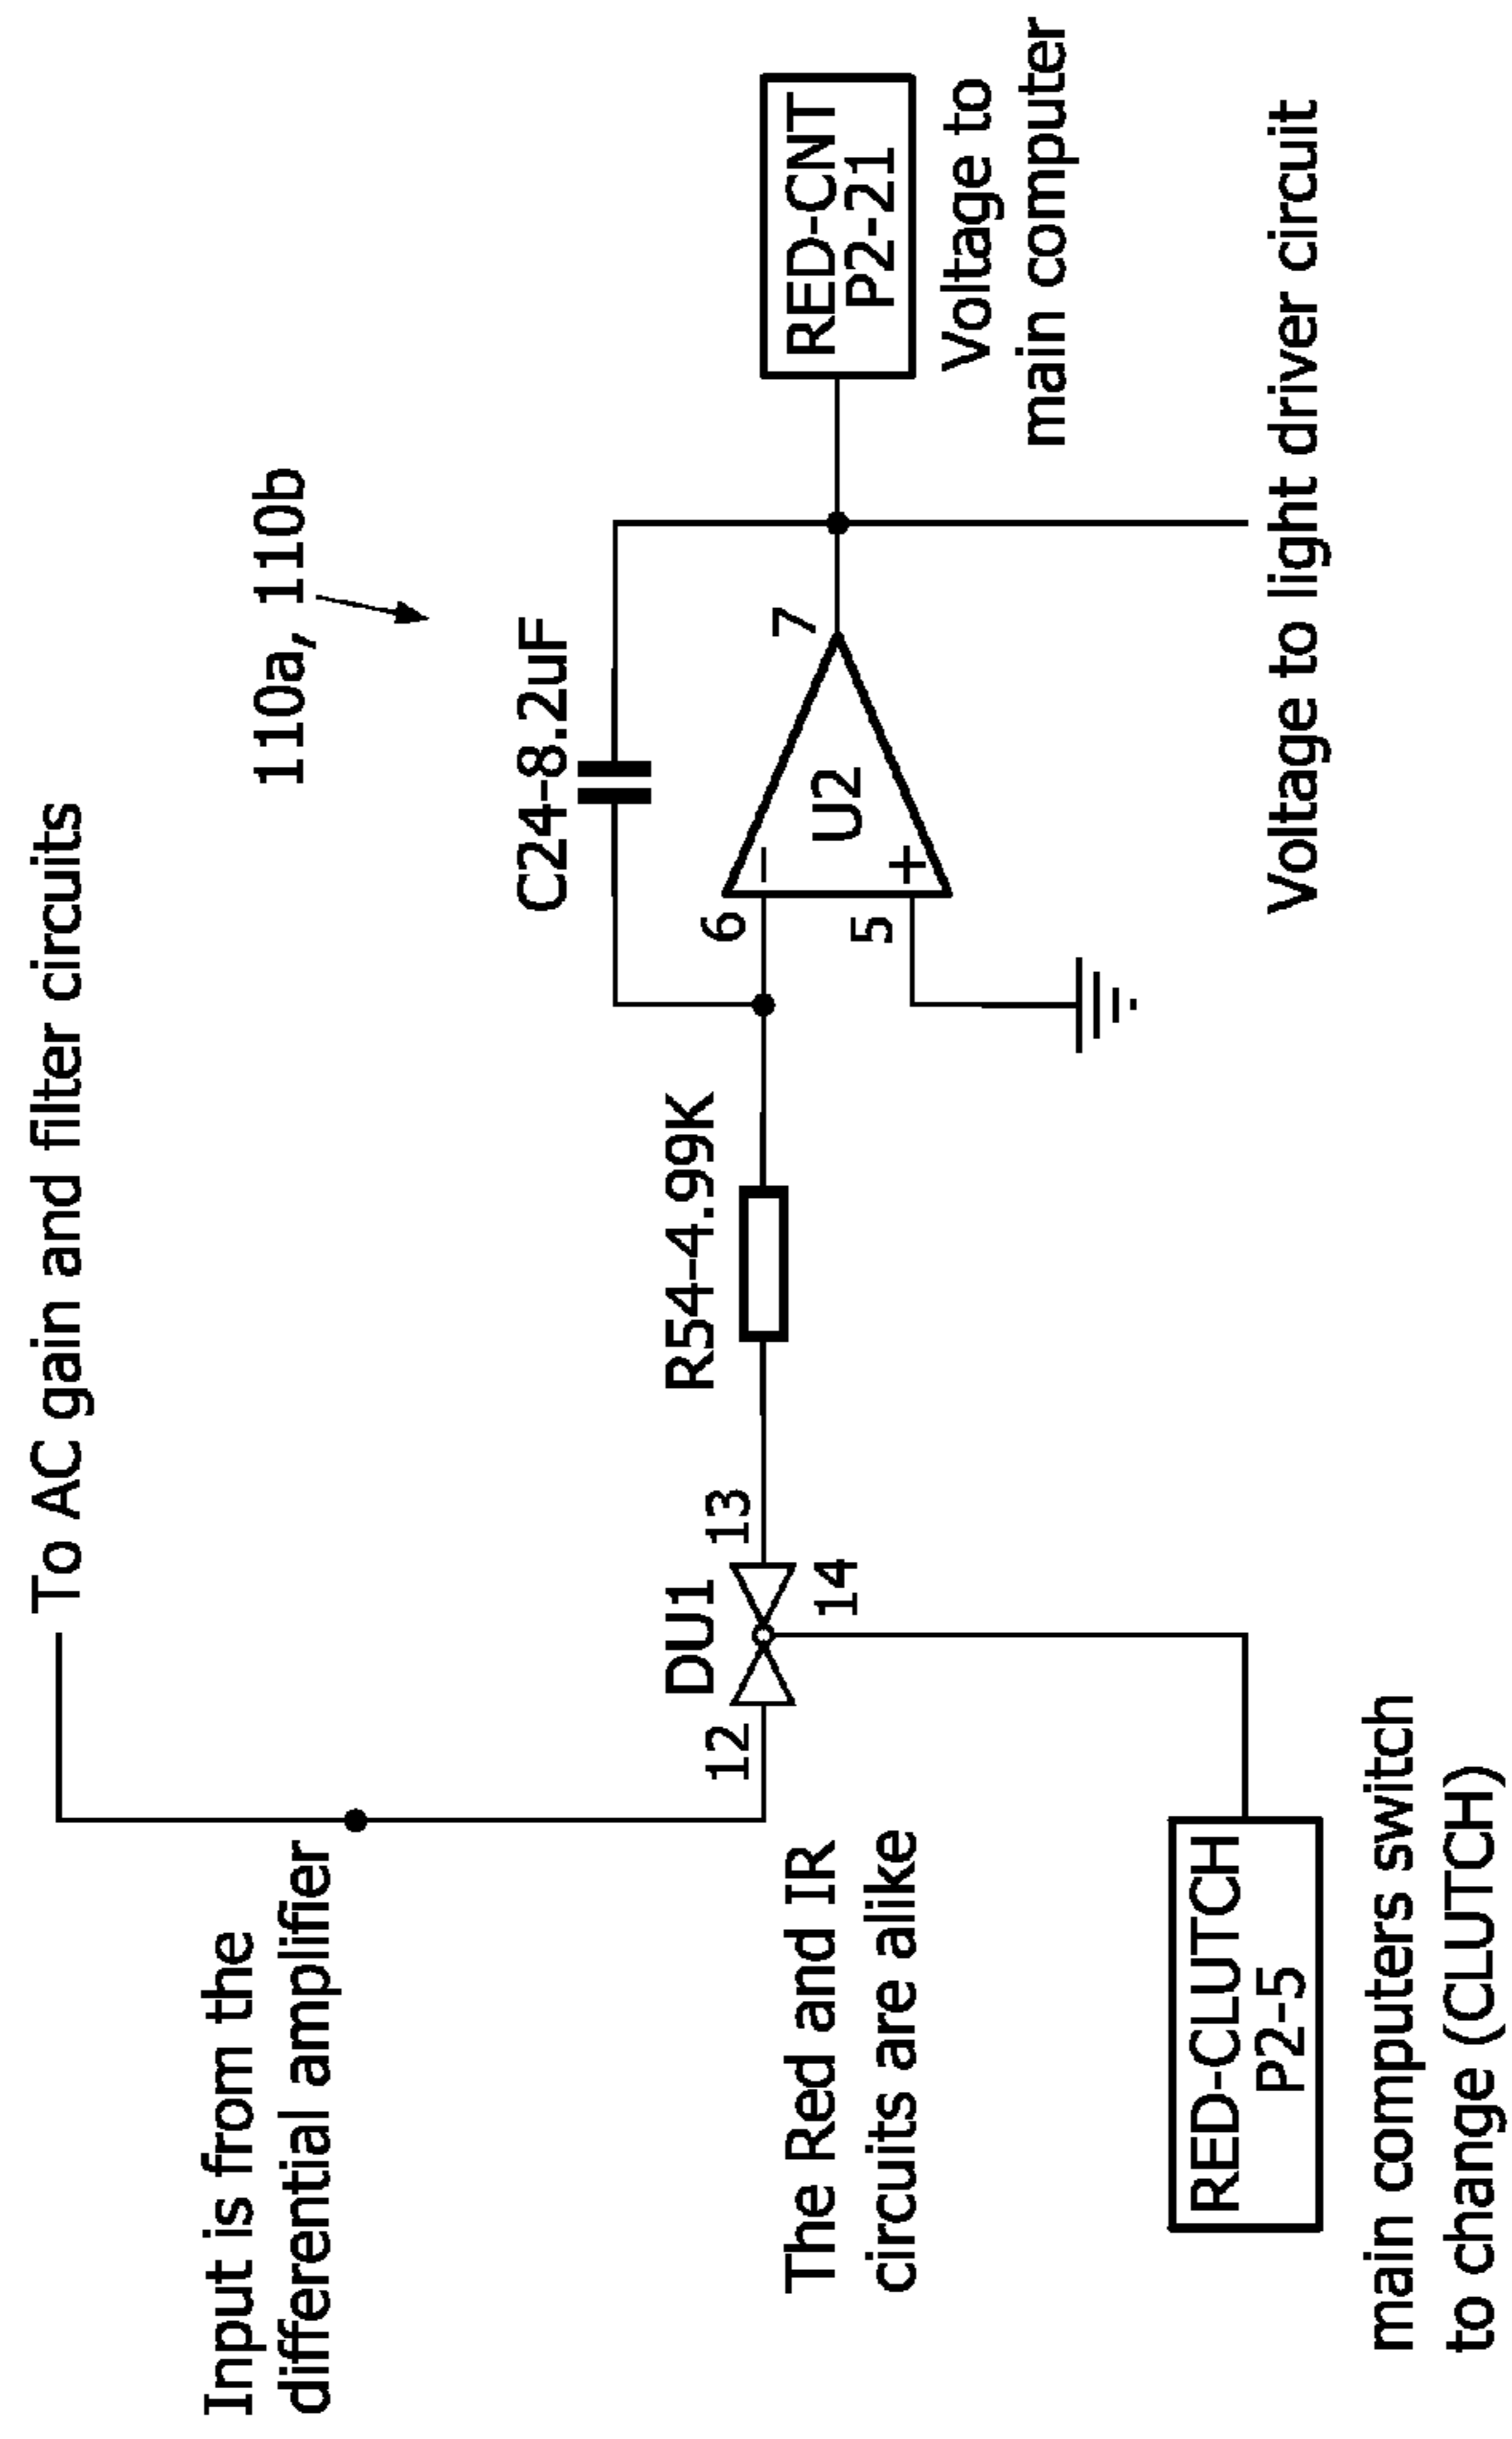 To AC gain and filter circuits
Input is from the
differential amplifier
110a, 110b
C24-8.2uF
R54-4.99K
DU1
12
13
14
6
5
7
U2
RED-CNT
P2-21
Voltage to
main computer
The Red and IR
circuits are alike
RED-CLUTCH
P2-5
Voltage to light driver circuit
main computers switch
to change (CLUTCH)